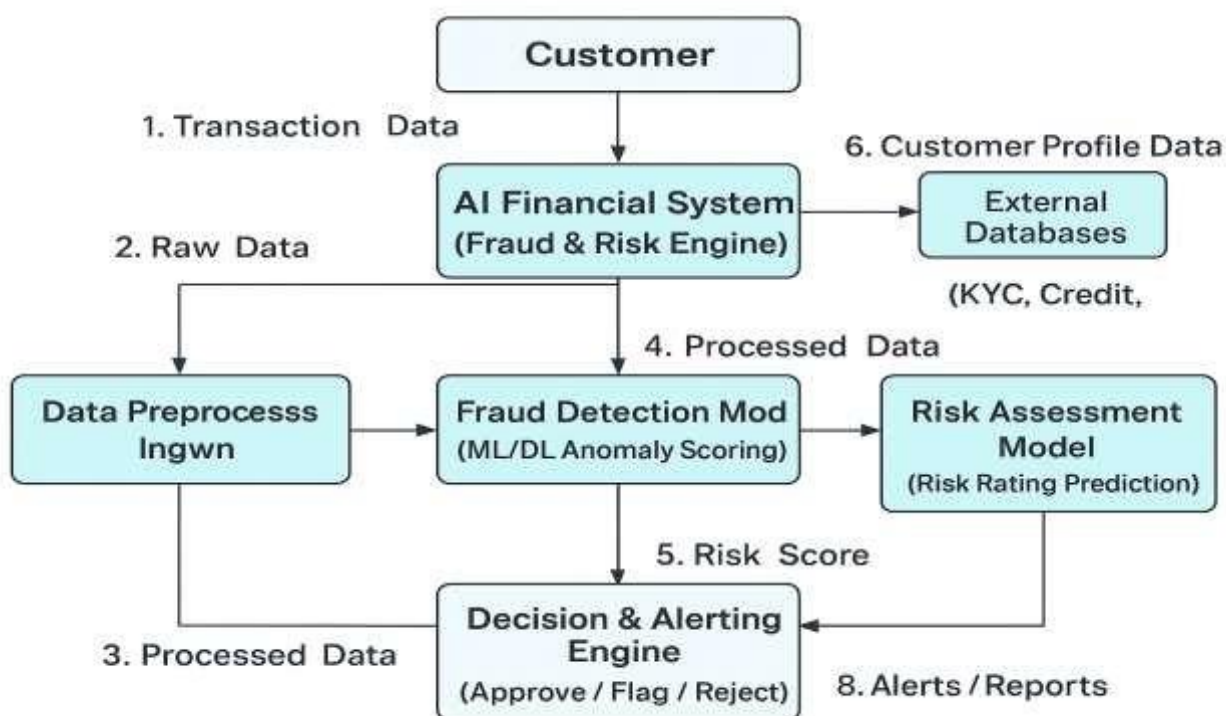 Customer
1. Transaction Data
6. Customer Profile Data
AI Financial System
(Fraud & Risk Engine)
External
Databases
2. Raw Data
(KYC, Credit,
4. Processed Data
Data Preprocesss
Ingwn
Fraud Detection Mod
(ML/DL Anomaly Scoring)
Risk Assessment
Model
(Risk Rating Prediction)
5. Risk Score
Decision & Alerting
Engine
(Approve / Flag / Reject)
3. Processed Data
8. Alerts / Reports